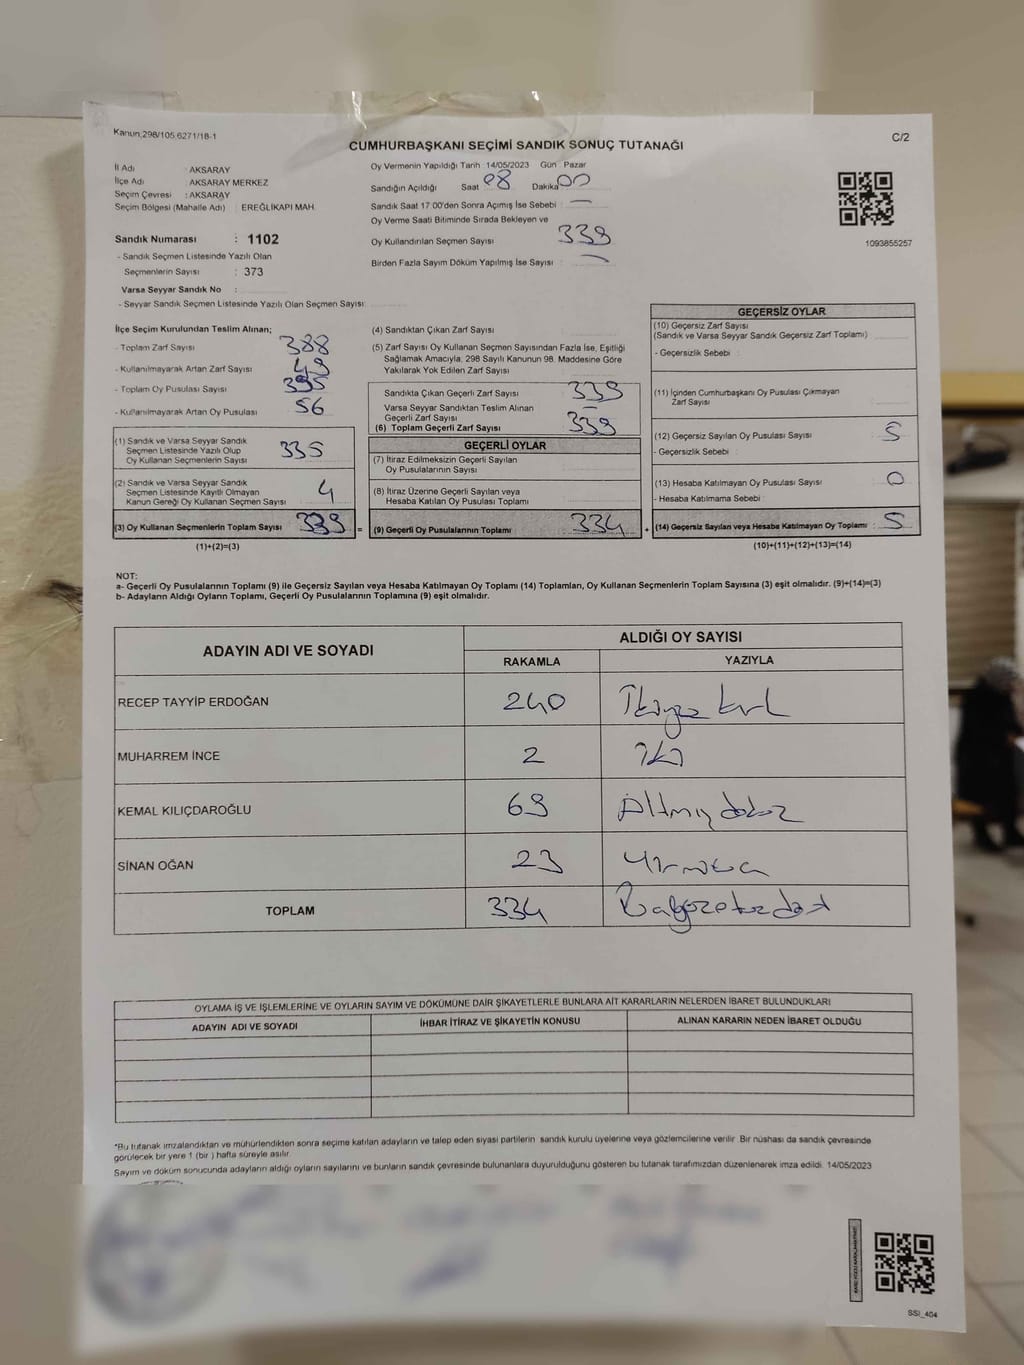 Kanun;298/105,6271/18-1
C/2
CUMHURBAŞKANI SEÇİMİ SANDIK SONUÇ TUTANAĞI
İl Adı : AKSARAY
İlçe Adı : AKSARAY MERKEZ
Seçim Çevresi : AKSARAY
Seçim Bölgesi (Mahalle Adı) : EREĞLİKAPI MAH.
Sandık Numarası : 1102
- Sandık Seçmen Listesinde Yazılı Olan
Seçmenlerin Sayısı : 373
Varsa Seyyar Sandık No :
- Seyyar Sandık Seçmen Listesinde Yazılı Olan Seçmen Sayısı:
Oy Vermenin Yapıldığı Tarih :14/05/2023 Gün : Pazar
Sandığın Açıldığı Saat 08 Dakika 00
Sandık Saat 17.00'den Sonra Açımış İse Sebebi : —
Oy Verme Saati Bitiminde Sırada Bekleyen ve
Oy Kullandırılan Seçmen Sayısı 339
Birden Fazla Sayım Döküm Yapılmış İse Sayısı : —
1093855257
İlçe Seçim Kurulundan Teslim Alınan;
- Toplam Zarf Sayısı : 388
- Kullanılmayarak Artan Zarf Sayısı : 49
- Toplam Oy Pusulası Sayısı : 395
- Kullanılmayarak Artan Oy Pusulası : 56
(1) Sandık ve Varsa Seyyar Sandık
Seçmen Listesinde Yazılı Olup
Oy Kullanan Seçmenlerin Sayısı : 335
(2) Sandık ve Varsa Seyyar Sandık
Seçmen Listesinde Kayıtlı Olmayan
Kanun Gereği Oy Kullanan Seçmen Sayısı : 4
(3) Oy Kullanan Seçmenlerin Toplam Sayısı : 339
(1)+(2)=(3)
=
(4) Sandıktan Çıkan Zarf Sayısı :
(5) Zarf Sayısı Oy Kullanan Seçmen Sayısından Fazla İse, Eşitliği
Sağlamak Amacıyla, 298 Sayılı Kanunun 98. Maddesine Göre
Yakılarak Yok Edilen Zarf Sayısı :
Sandıkta Çıkan Geçerli Zarf Sayısı : 339
Varsa Seyyar Sandıktan Teslim Alınan
Geçerli Zarf Sayısı : —
(6) Toplam Geçerli Zarf Sayısı : 339
GEÇERLİ OYLAR
(7) İtiraz Edilmeksizin Geçerli Sayılan
Oy Pusulalarının Sayısı :
(8) İtiraz Üzerine Geçerli Sayılan veya
Hesaba Katılan Oy Pusulası Toplamı :
(9) Geçerli Oy Pusulalarının Toplamı : 334
+
GEÇERSİZ OYLAR
(10) Geçersiz Zarf Sayısı
(Sandık ve Varsa Seyyar Sandık Geçersiz Zarf Toplamı) :
- Geçersizlik Sebebi :
(11) İçinden Cumhurbaşkanı Oy Pusulası Çıkmayan
Zarf Sayısı :
(12) Geçersiz Sayılan Oy Pusulası Sayısı : 5
- Geçersizlik Sebebi :
(13) Hesaba Katılmayan Oy Pusulası Sayısı : 0
- Hesaba Katılmama Sebebi :
(14) Geçersiz Sayılan veya Hesaba Katılmayan Oy Toplamı : 5
(10)+(11)+(12)+(13)=(14)
NOT:
a- Geçerli Oy Pusulalarının Toplamı (9) ile Geçersiz Sayılan veya Hesaba Katılmayan Oy Toplamı (14) Toplamları, Oy Kullanan Seçmenlerin Toplam Sayısına (3) eşit olmalıdır. (9)+(14)=(3)
b- Adayların Aldığı Oyların Toplamı, Geçerli Oy Pusulalarının Toplamına (9) eşit olmalıdır.
ADAYIN ADI VE SOYADI
ALDIĞI OY SAYISI
RAKAMLA YAZIYLA
RECEP TAYYİP ERDOĞAN 240 İkiyüz kırk
MUHARREM İNCE 2 İki
KEMAL KILIÇDAROĞLU 69 Altmış dokuz
SİNAN OĞAN 23
TOPLAM 334
OYLAMA İŞ VE İŞLEMLERİNE VE OYLARIN SAYIM VE DÖKÜMÜNE DAİR ŞİKAYETLERLE BUNLARA AİT KARARLARIN NELERDEN İBARET BULUNDUKLARI
ADAYIN ADI VE SOYADI İHBAR İTİRAZ VE ŞİKAYETİN KONUSU ALINAN KARARIN NEDEN İBARET OLDUĞU
*Bu tutanak imzalandıktan ve mühürlendikten sonra seçime katılan adayların ve talep eden siyasi partilerin sandık kurulu üyelerine veya gözlemcilerine verilir. Bir nüshası da sandık çevresinde
görülecek bir yere 1 (bir ) hafta süreyle asılır.
Sayım ve döküm sonucunda adayların aldığı oyların sayılarını ve bunların sandık çevresinde bulunanlara duyurulduğunu gösteren bu tutanak tarafımızdan düzenlenerek imza edildi. 14/05/2023
SSI_404